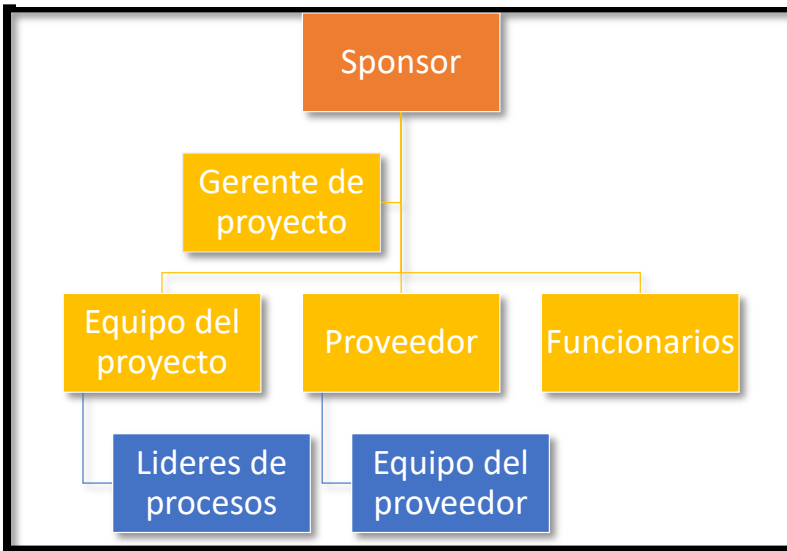 Sponsor
Gerente de
proyecto
Equipo del
proyecto
Proveedor
Funcionarios
Lideres de
procesos
Equipo del
proveedor